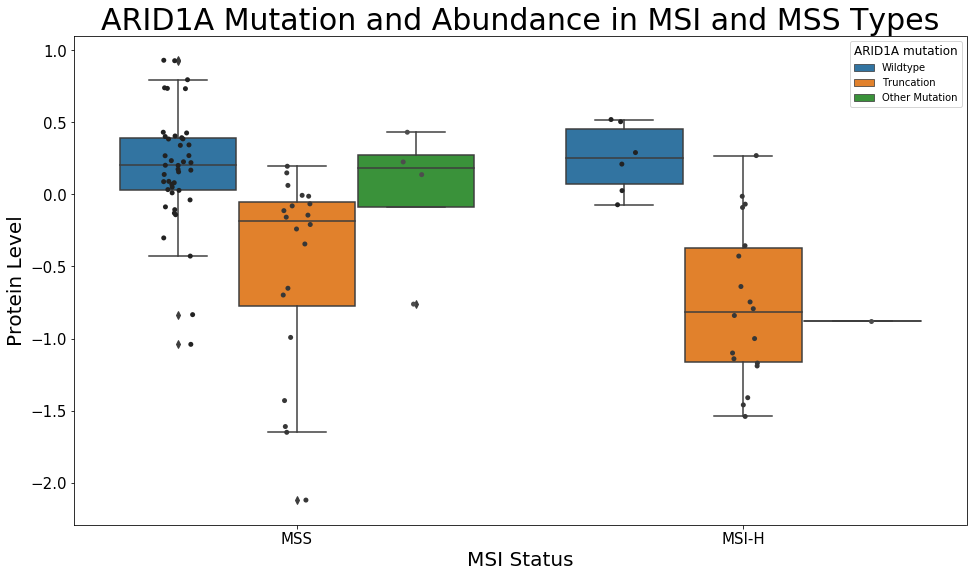 ARID1A Mutation and Abundance in MSI and MSS Types
ARID1A mutation
Wildtype
Truncation
Other Mutation
Protein Level
1.0
0.5
0.0
−0.5
−1.0
−1.5
−2.0
MSS
MSI-H
MSI Status